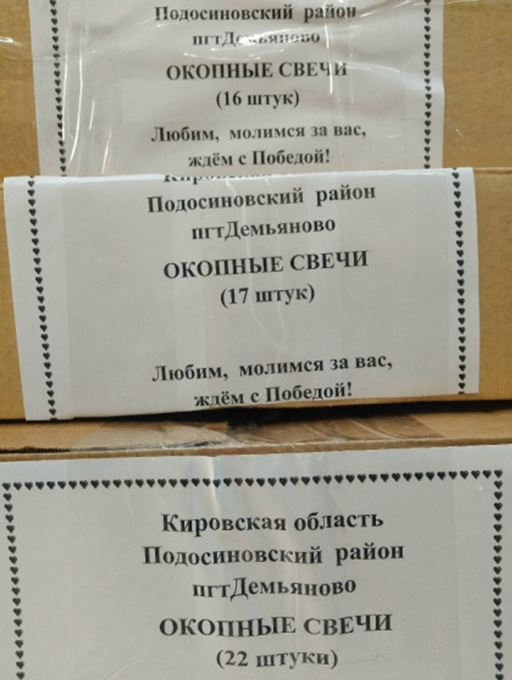 Подосиновский район
пгтДемьяново
ОКОПНЫЕ СВЕЧИ
(16 штук)
Любим, молимся за вас,
ждём с Победой!
Подосиновский район
пгтДемьяново
ОКОПНЫЕ СВЕЧИ
(17 штук)
Любим, молимся за вас,
ждём с Победой!
Кировская область
Подосиновский район
пгтДемьяново
ОКОПНЫЕ СВЕЧИ
(22 штуки)